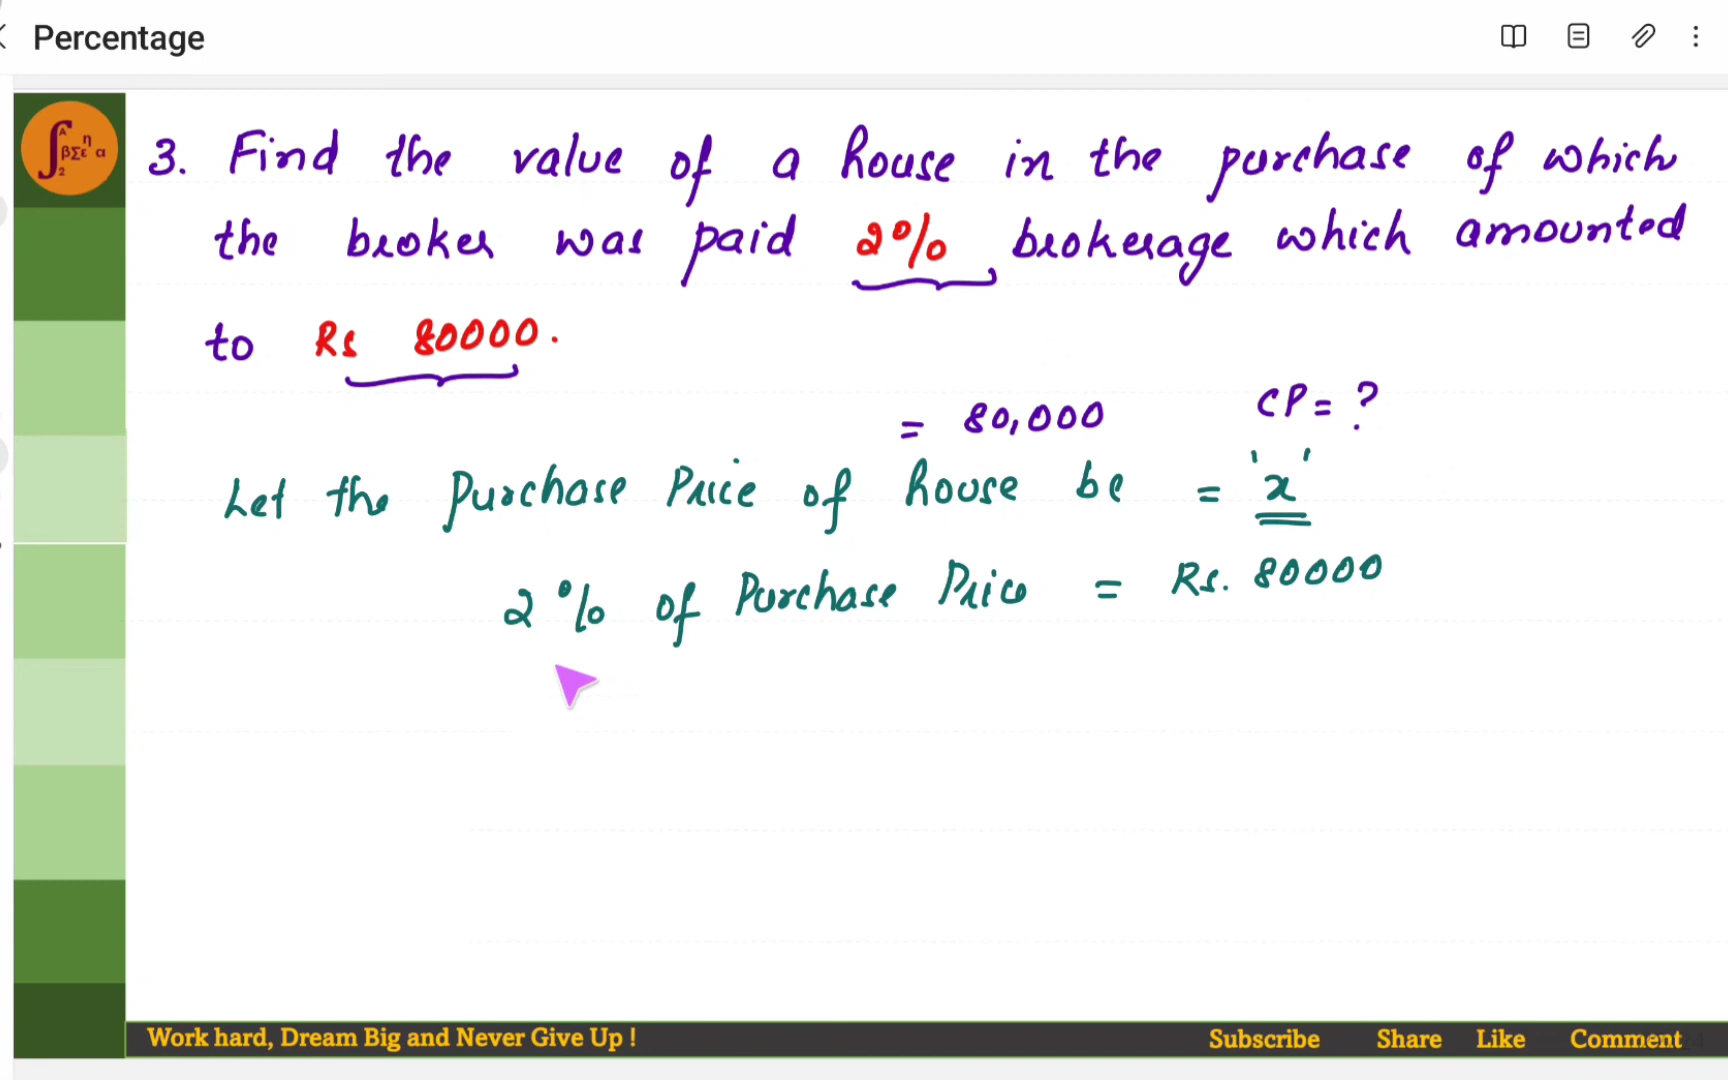 Percentage
3. Find the value of a house in the purchase of which
the broker was paid 2% brokerage which amounted
to Rs 80000.
= 80,000 CP = ?
Let the Purchase Price of house be = 'x'
2% of Purchase Price = Rs. 80000
Work hard, Dream Big and Never Give Up ! Subscribe Share Like Comment